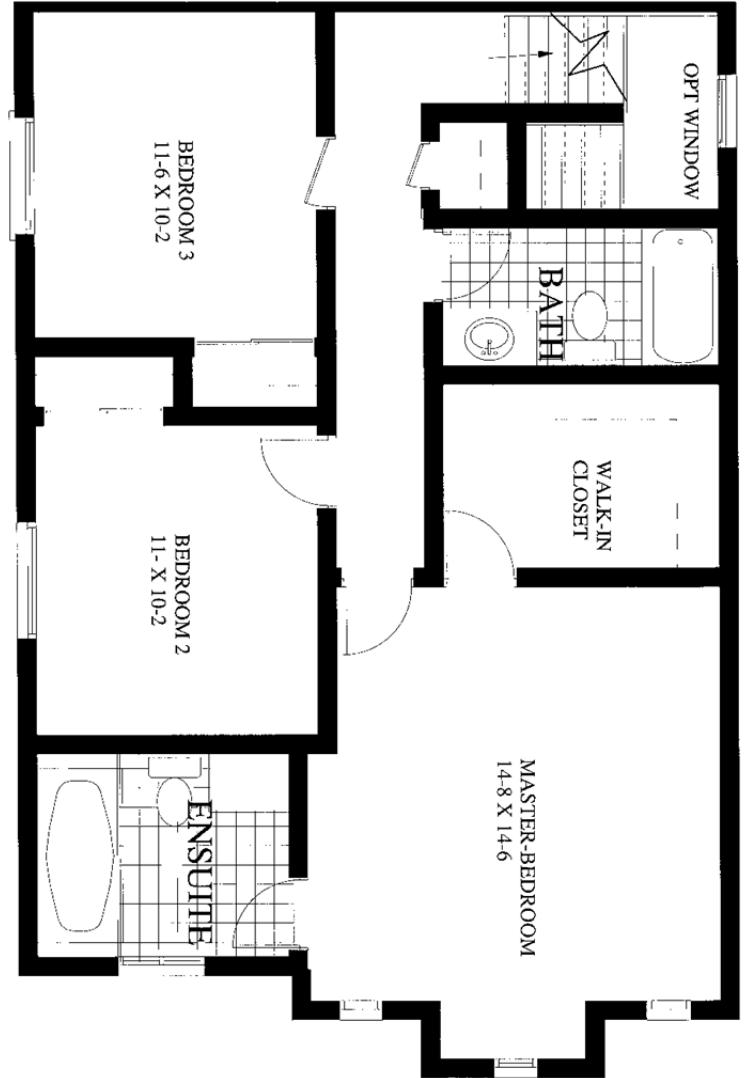 BEDROOM 3
11-6 X 10-2
OPT WINDOW
BATH
WALK-IN
CLOSET
BEDROOM 2
11- X 10-2
MASTER-BEDROOM
14-8 X 14-6
ENSUITE